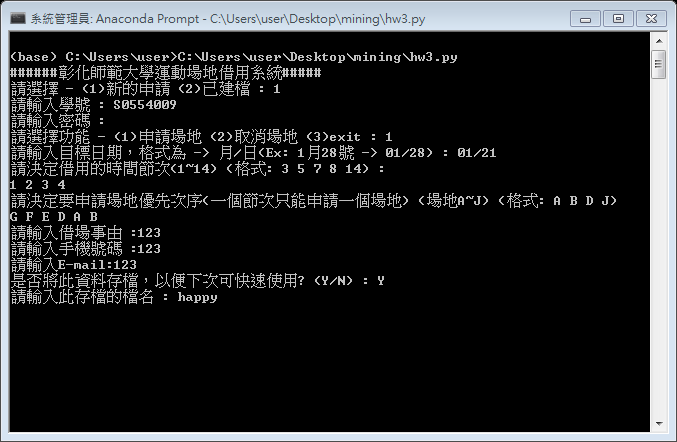 系統管理員: Anaconda Prompt - C:\Users\user\Desktop\mining\hw3.py
(base) C:\Users\user>C:\Users\user\Desktop\mining\hw3.py
######彰化師範大學運動場地借用系統#####
請選擇 - (1)新的申請 (2)已建檔 : 1
請輸入學號 : S0554009
請輸入密碼 :
請選擇功能 - (1)申請場地 (2)取消場地 (3)exit : 1
請輸入目標日期，格式為 -> 月/日(Ex: 1月28號 -> 01/28) : 01/21
請決定借用的時間節次(1~14) (格式: 3 5 7 8 14) :
1 2 3 4
請決定要申請場地優先次序(一個節次只能申請一個場地) (場地A~J) (格式: A B D J)
G F E D A B
請輸入借場事由 :123
請輸入手機號碼 :123
請輸入E-mail:123
是否將此資料存檔，以便下次可快速使用? (Y/N) : Y
請輸入此存檔的檔名 : happy